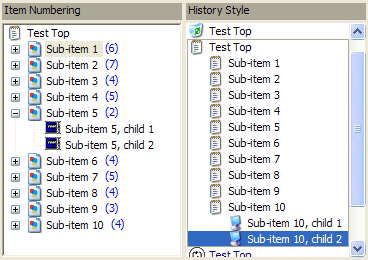 Item Numbering
Test Top
Sub-item 1 (6)
Sub-item 2 (7)
Sub-item 3 (4)
Sub-item 4 (5)
Sub-item 5 (2)
Sub-item 5, child 1
Sub-item 5, child 2
Sub-item 6 (4)
Sub-item 7 (5)
Sub-item 8 (4)
Sub-item 9 (3)
Sub-item 10 (4)
History Style
Test Top
Test Top
Sub-item 1
Sub-item 2
Sub-item 3
Sub-item 4
Sub-item 5
Sub-item 6
Sub-item 7
Sub-item 8
Sub-item 9
Sub-item 10
Sub-item 10, child 1
Sub-item 10, child 2
Test Top